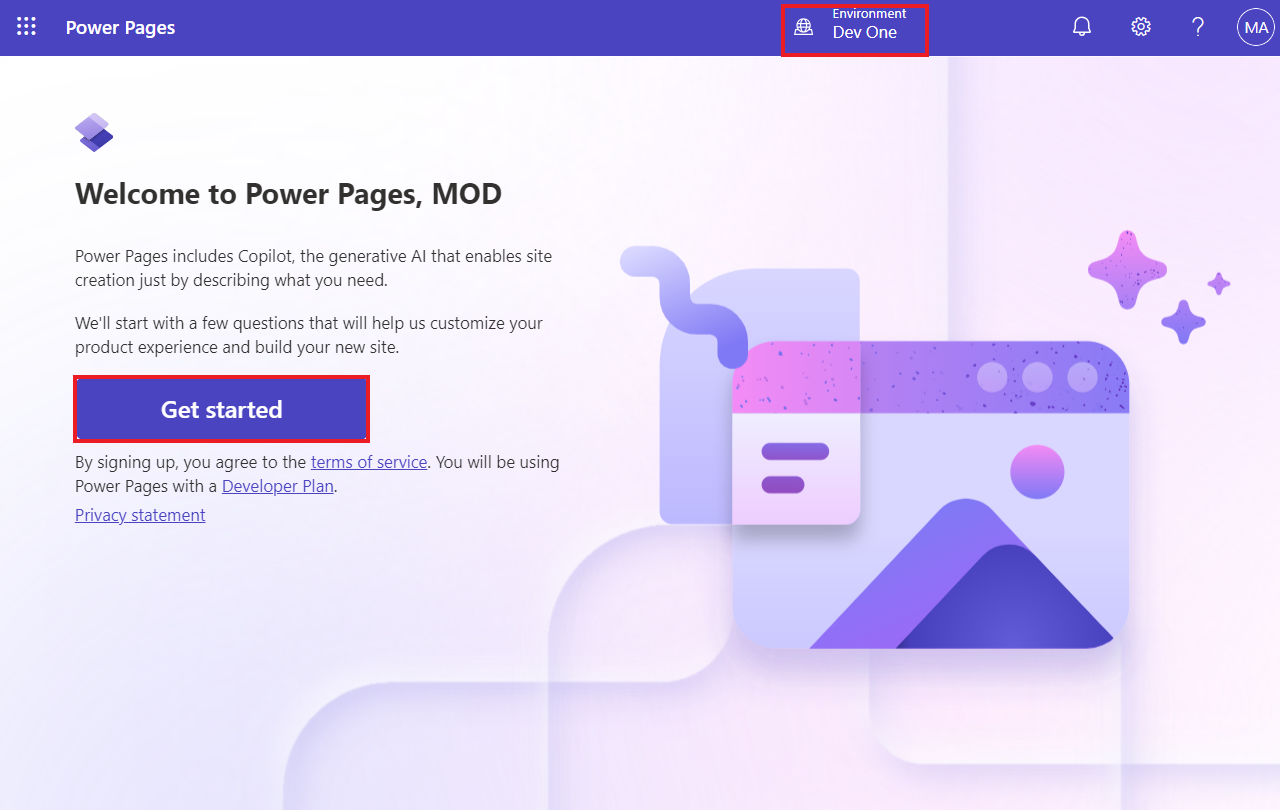 Power Pages
Environment
Dev One
?
MA
Welcome to Power Pages, MOD
Power Pages includes Copilot, the generative AI that enables site
creation just by describing what you need.
We'll start with a few questions that will help us customize your
product experience and build your new site.
Get started
By signing up, you agree to the terms of service. You will be using
Power Pages with a Developer Plan.
Privacy statement